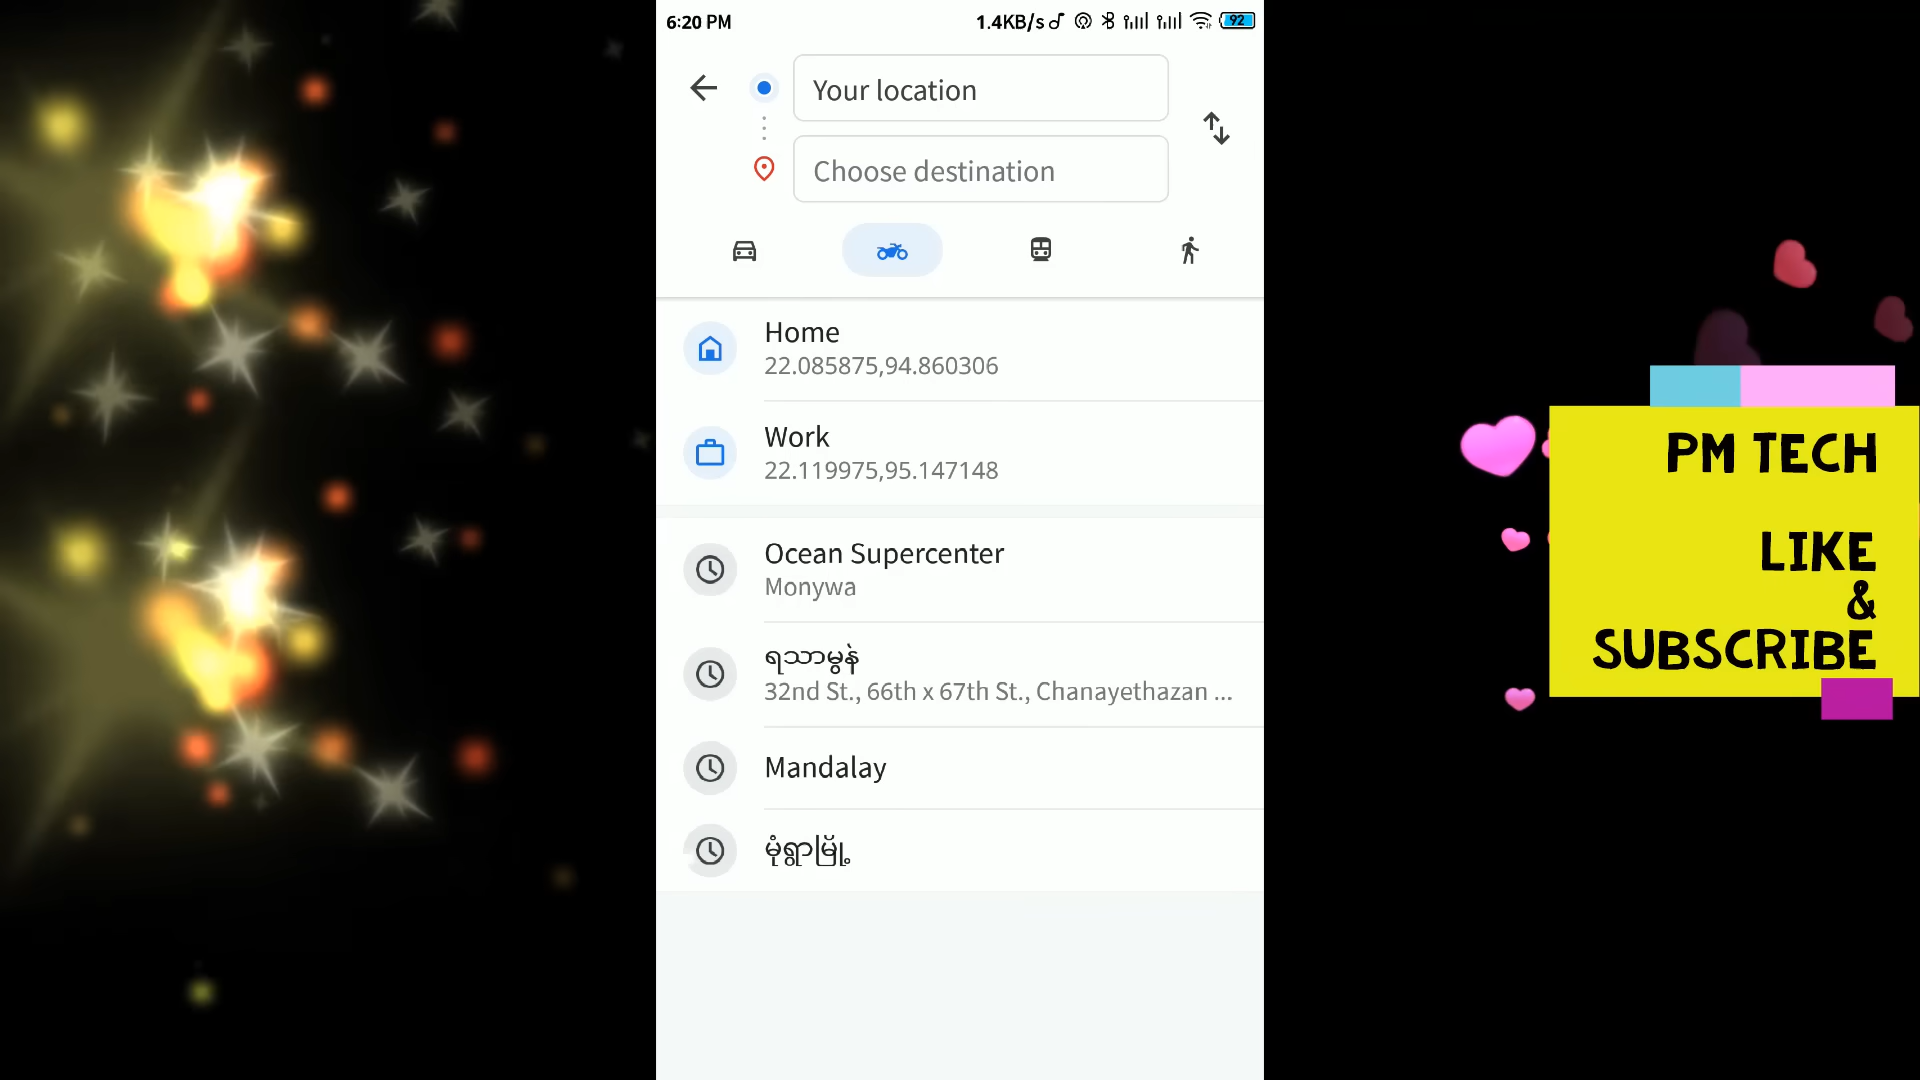 6:20 PM 1.4KB/s 92
Your location
Choose destination
Home
22.085875,94.860306
Work
22.119975,95.147148
Ocean Supercenter
Monywa
ရသာမွန်
32nd St., 66th x 67th St., Chanayethazan ...
Mandalay
မုံရွာမြို့
PM TECH
LIKE
&
SUBSCRIBE